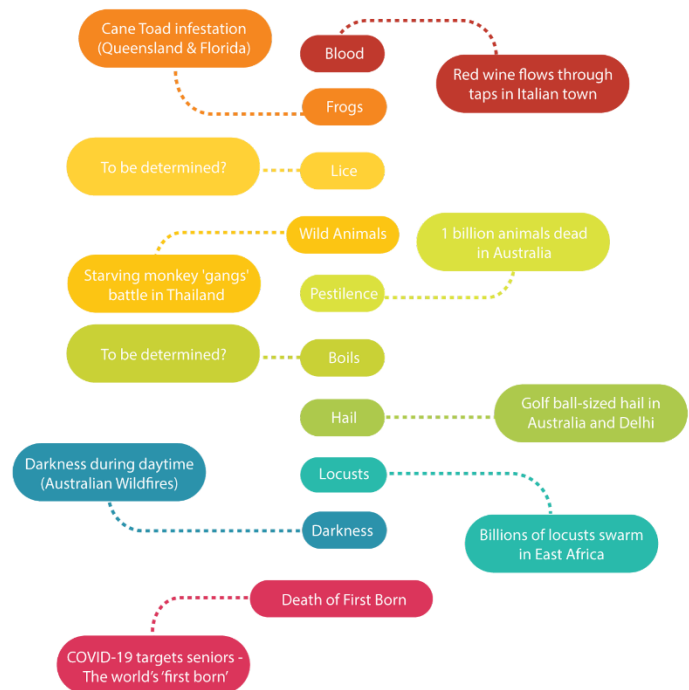 Cane Toad infestation
(Queensland & Florida)
Blood
Red wine flows through
taps in Italian town
Frogs
To be determined?
Lice
Wild Animals
1 billion animals dead
in Australia
Starving monkey 'gangs'
battle in Thailand
Pestilence
To be determined?
Boils
Golf ball-sized hail in
Australia and Delhi
Hail
Darkness during daytime
(Australian Wildfires)
Locusts
Darkness
Billions of locusts swarm
in East Africa
Death of First Born
COVID-19 targets seniors -
The world's 'first born'